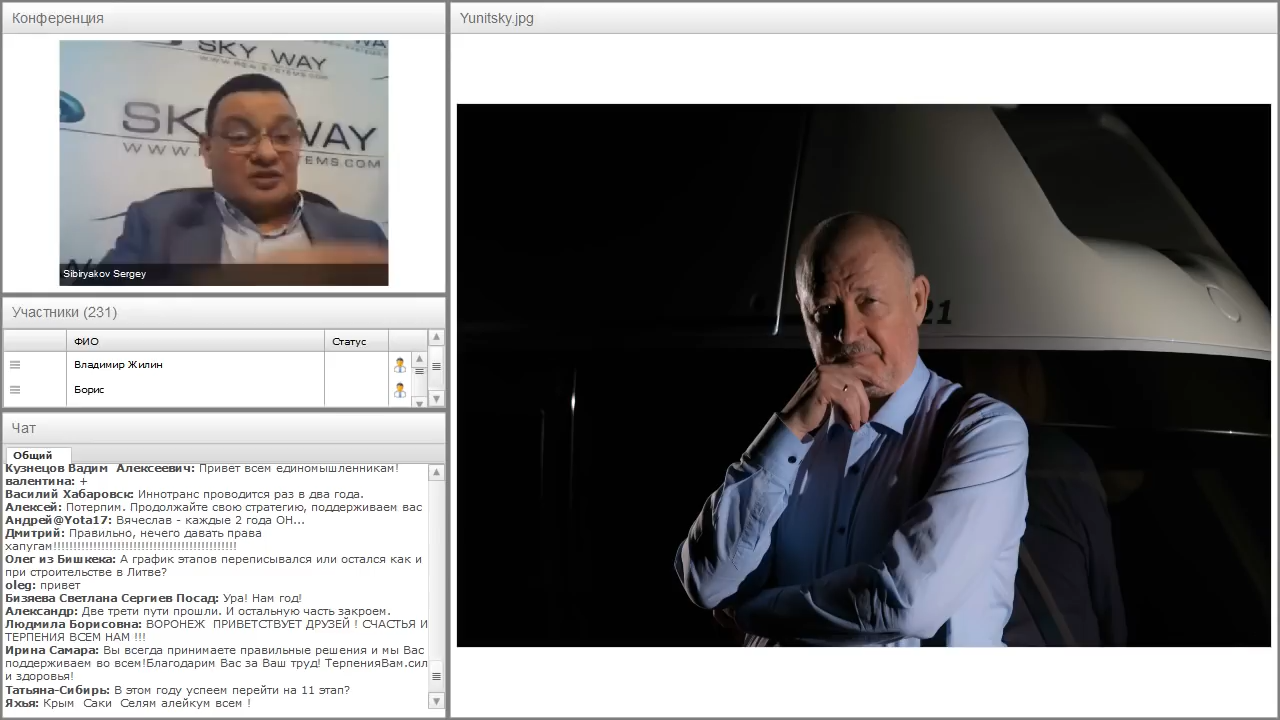 Конференция
SKY WAY
WA
SKY WAY
WWW.
SYSTEMS.COM
Sibiryakov Sergey
Участники (231)
ФИО Статус
Владимир Жилин
Борис
Чат
Общий
Кузнецов Вадим Алексеевич: Привет всем единомышленникам!
валентина: +
Василий Хабаровск: Иннотранс проводится раз в два года.
Алексей: Потерпим. Продолжайте свою стратегию, поддерживаем вас
Андрей@Yota17: Вячеслав - каждые 2 года ОН...
Дмитрий: Правильно, нечего давать права
хапугам!!!!!!!!!!!!!!!!!!!!!!!!!!!!!!!!!!!!!!!!!!!!!!
Олег из Бишкека: А график этапов переписывался или остался как и
при строительстве в Литве?
oleg: привет
Бизяева Светлана Сергиев Посад: Ура! Нам год!
Александр: Две трети пути прошли. И остальную часть закроем.
Людмила Борисовна: ВОРОНЕЖ ПРИВЕТСТВУЕТ ДРУЗЕЙ ! СЧАСТЬЯ И
ТЕРПЕНИЯ ВСЕМ НАМ !!!
Ирина Самара: Вы всегда принимаете правильные решения и мы Вас
поддерживаем во всем!Благодарим Вас за Ваш труд! ТерпенияВам.сил
и здоровья!
Татьяна-Сибирь: В этом году успеем перейти на 11 этап?
Яхья: Крым Саки Селям алейкум всем !
Yunitsky.jpg
21